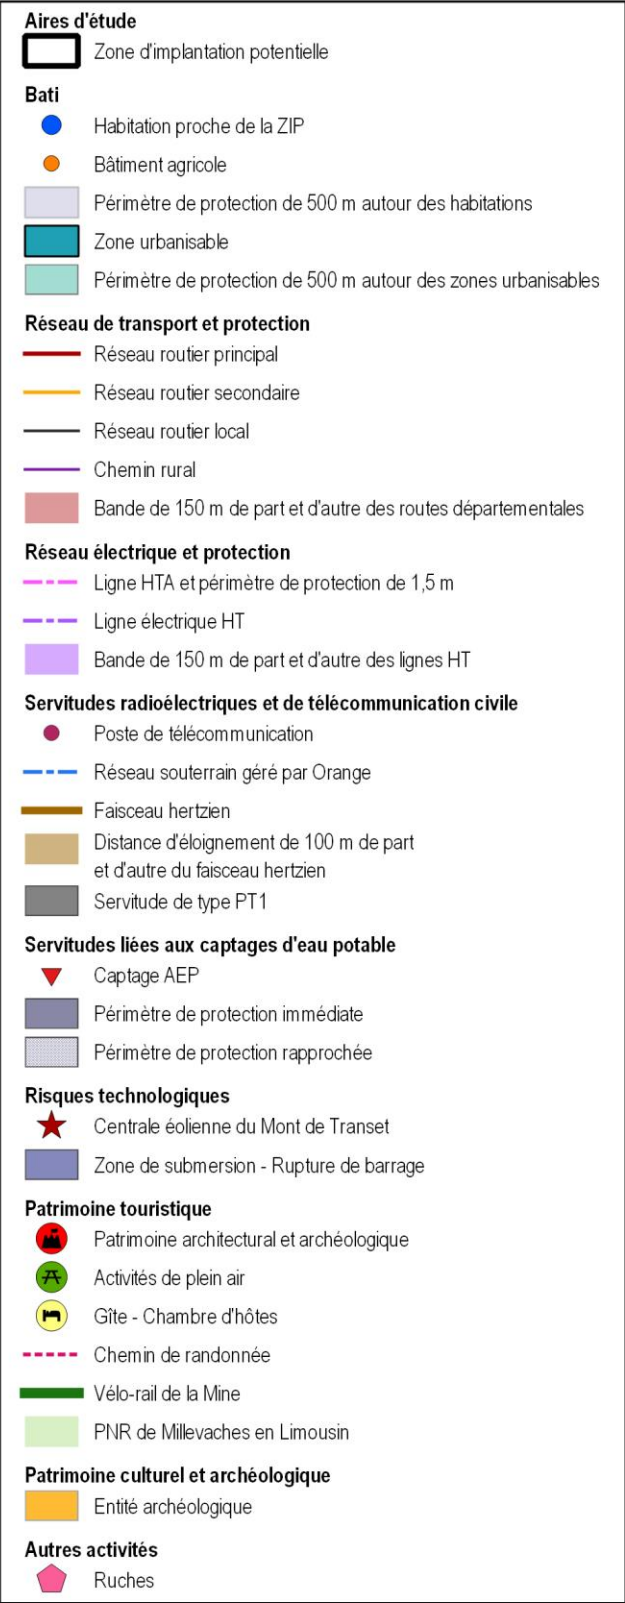 Aires d'étude
Zone d'implantation potentielle
Bati
Habitation proche de la ZIP
Bâtiment agricole
Périmètre de protection de 500 m autour des habitations
Zone urbanisable
Périmètre de protection de 500 m autour des zones urbanisables
Réseau de transport et protection
Réseau routier principal
Réseau routier secondaire
Réseau routier local
Chemin rural
Bande de 150 m de part et d'autre des routes départementales
Réseau électrique et protection
Ligne HTA et périmètre de protection de 1,5 m
Ligne électrique HT
Bande de 150 m de part et d'autre des lignes HT
Servitudes radioélectriques et de télécommunication civile
Poste de télécommunication
Réseau souterrain géré par Orange
Faisceau hertzien
Distance d'éloignement de 100 m de part
et d'autre du faisceau hertzien
Servitude de type PT1
Servitudes liées aux captages d'eau potable
Captage AEP
Périmètre de protection immédiate
Périmètre de protection rapprochée
Risques technologiques
Centrale éolienne du Mont de Transet
Zone de submersion - Rupture de barrage
Patrimoine touristique
Patrimoine architectural et archéologique
Activités de plein air
Gîte - Chambre d'hôtes
Chemin de randonnée
Vélo-rail de la Mine
PNR de Millevaches en Limousin
Patrimoine culturel et archéologique
Entité archéologique
Autres activités
Ruches